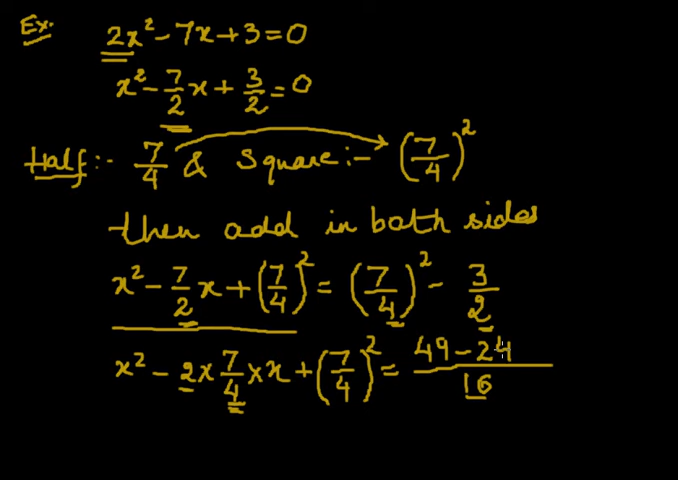 Ex. 2x² - 7x + 3 = 0
x² - 7/2 x + 3/2 = 0
Half:- 7/4 & Square:- (7/4)²
then add in both sides
x² - 7/2 x + (7/4)² = (7/4)² - 3/2
x² - 2 × 7/4 × x + (7/4)² = 49 - 24 / 16